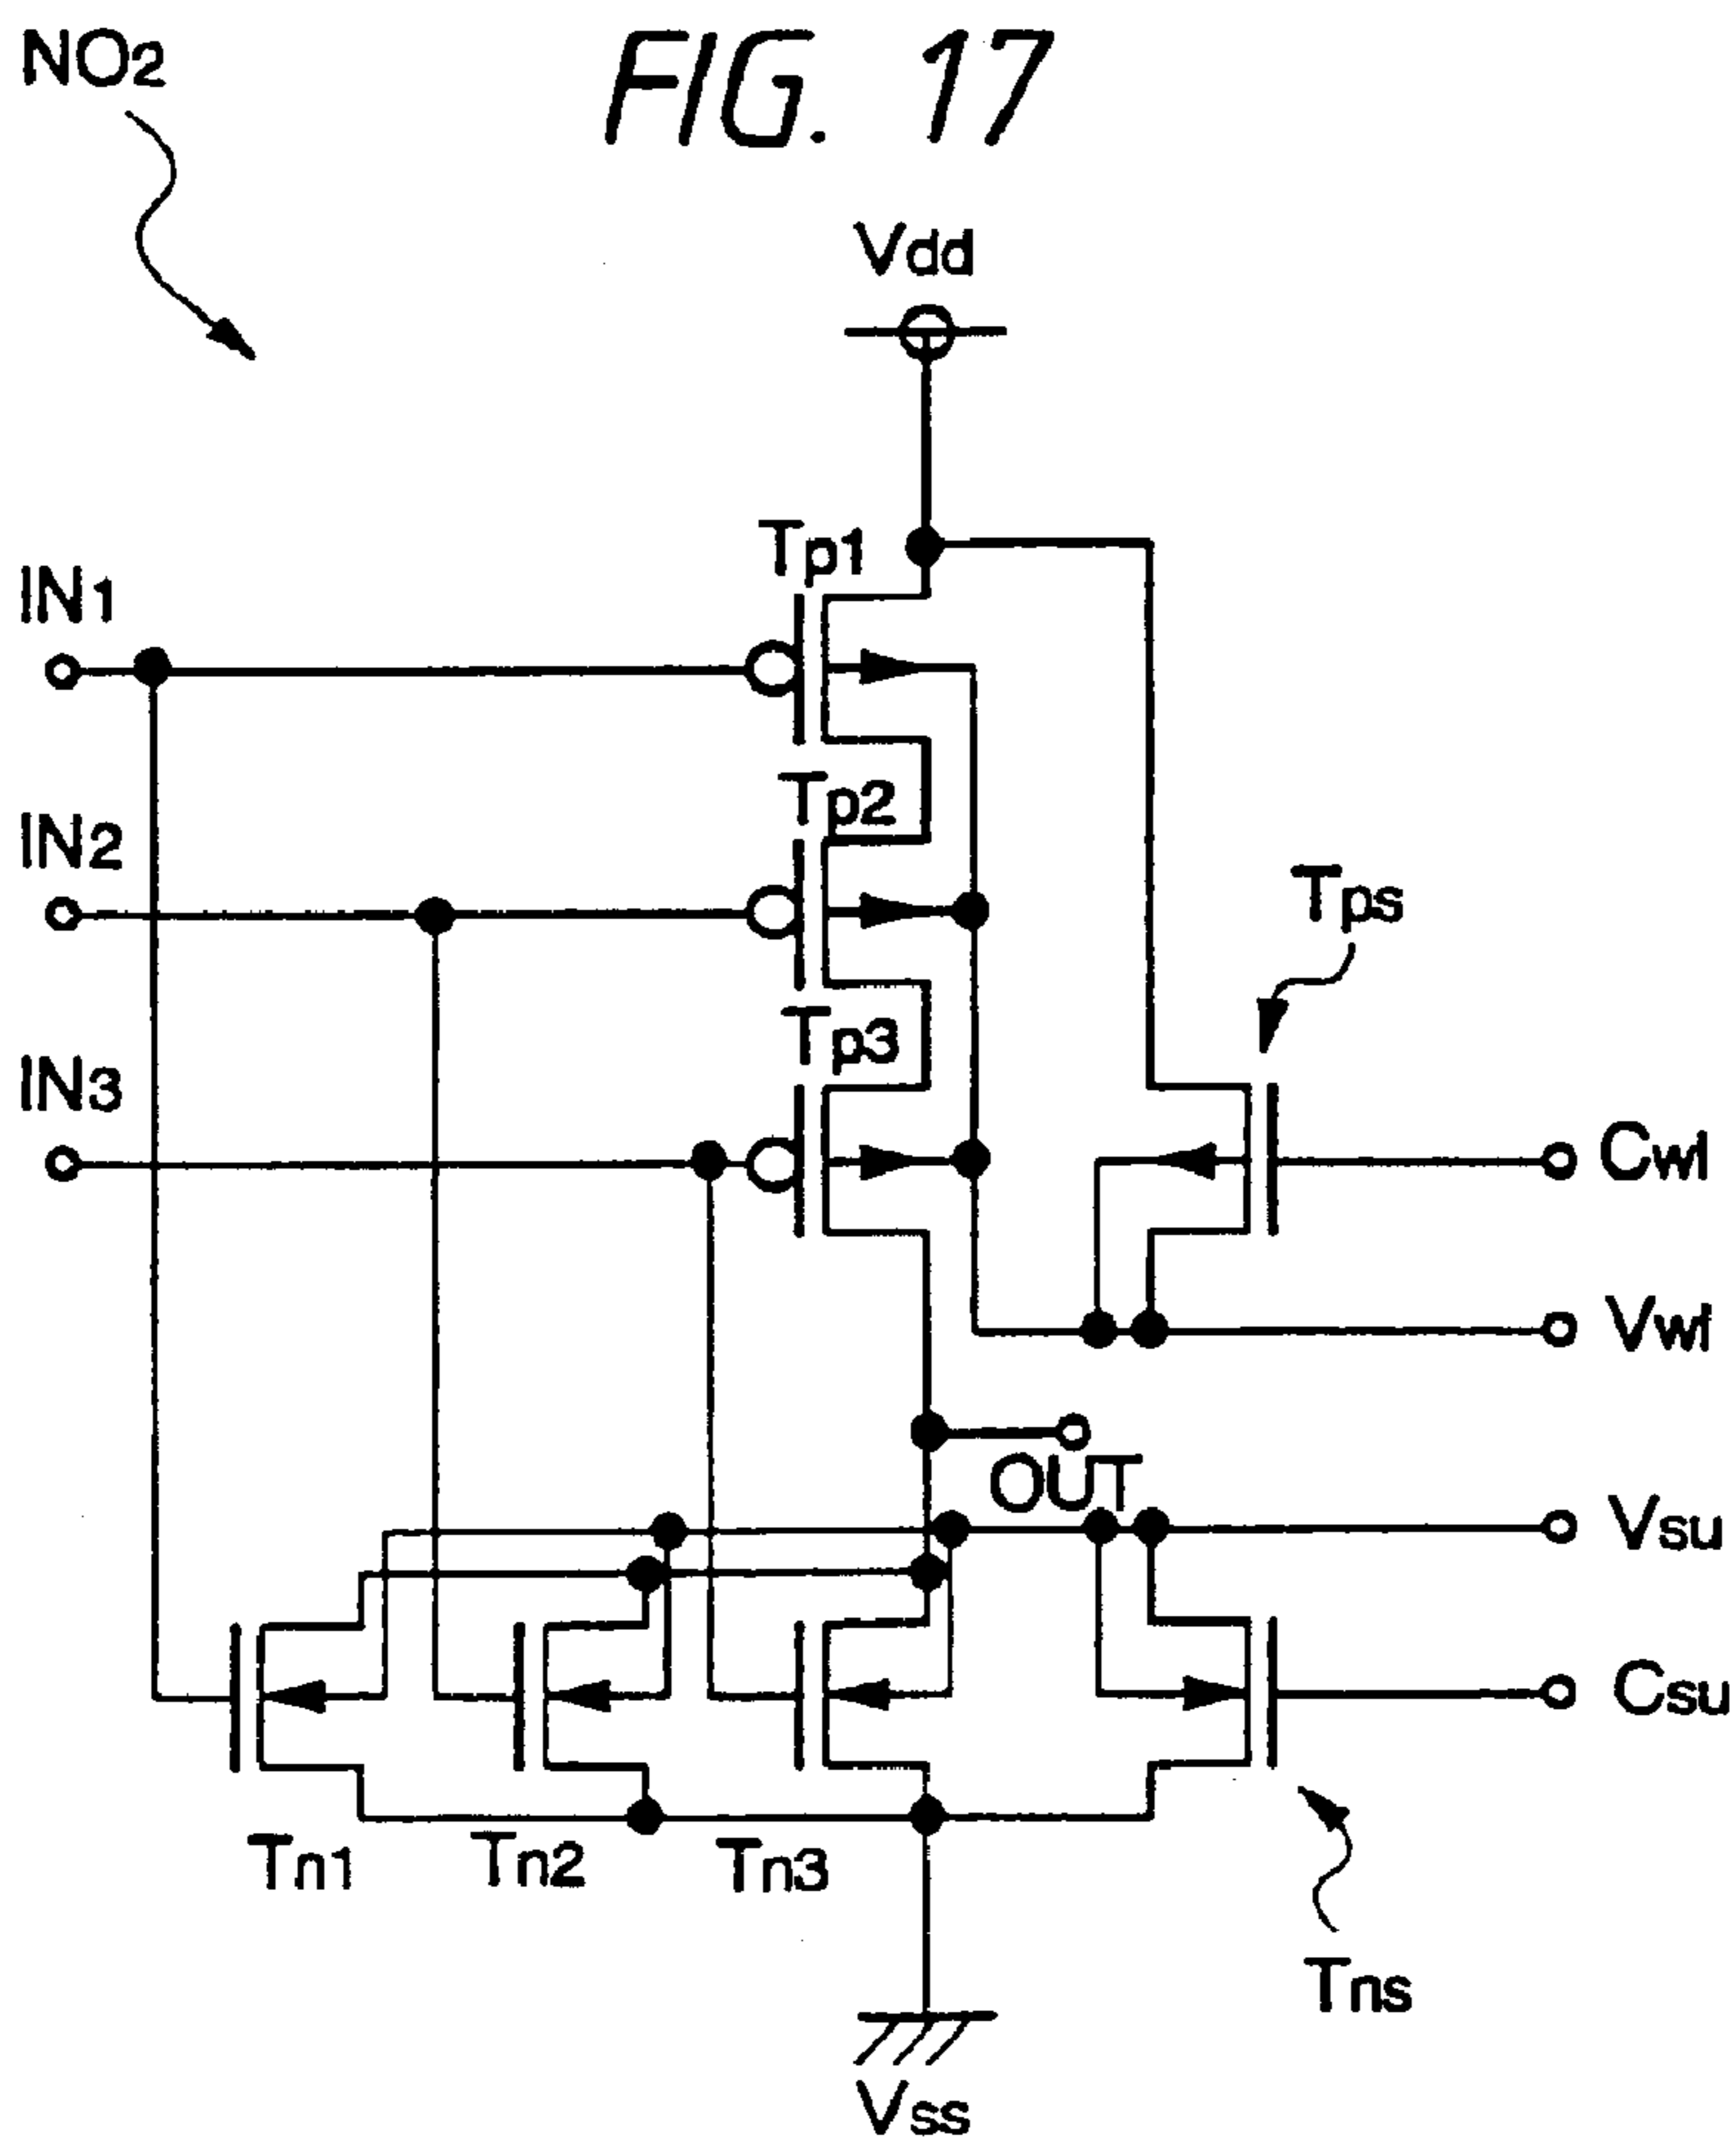 NO2
FIG. 17
Vdd
Tp1
IN1
Tp2
IN2
Tps
Tp3
IN3
Cwl
Vwl
OUT
Vsu
Csu
Tn1
Tn2
Tn3
Tns
Vss